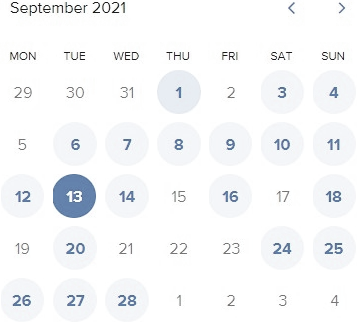 September 2021
MON TUE WED THU FRI SAT SUN
29 30 31 1 2 3 4
5 6 7 8 9 10 11
12 13 14 15 16 17 18
19 20 21 22 23 24 25
26 27 28 1 2 3 4